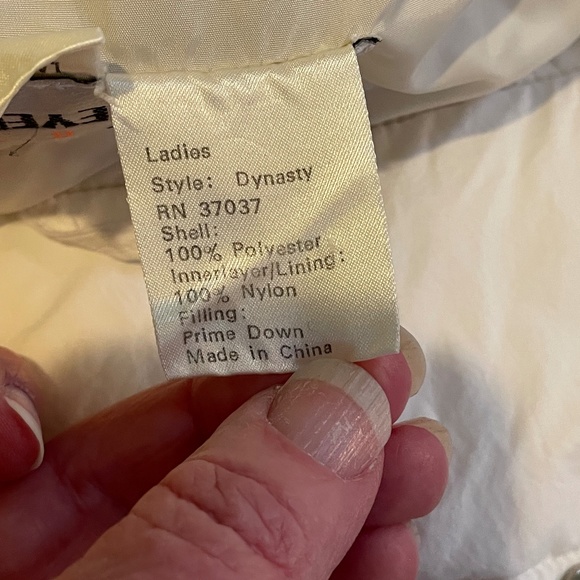 Ladies
Style: Dynasty
RN 37037
Shell:
100% Polyester
Innerlayer/Lining:
100% Nylon
Filling:
Prime Down
Made in China